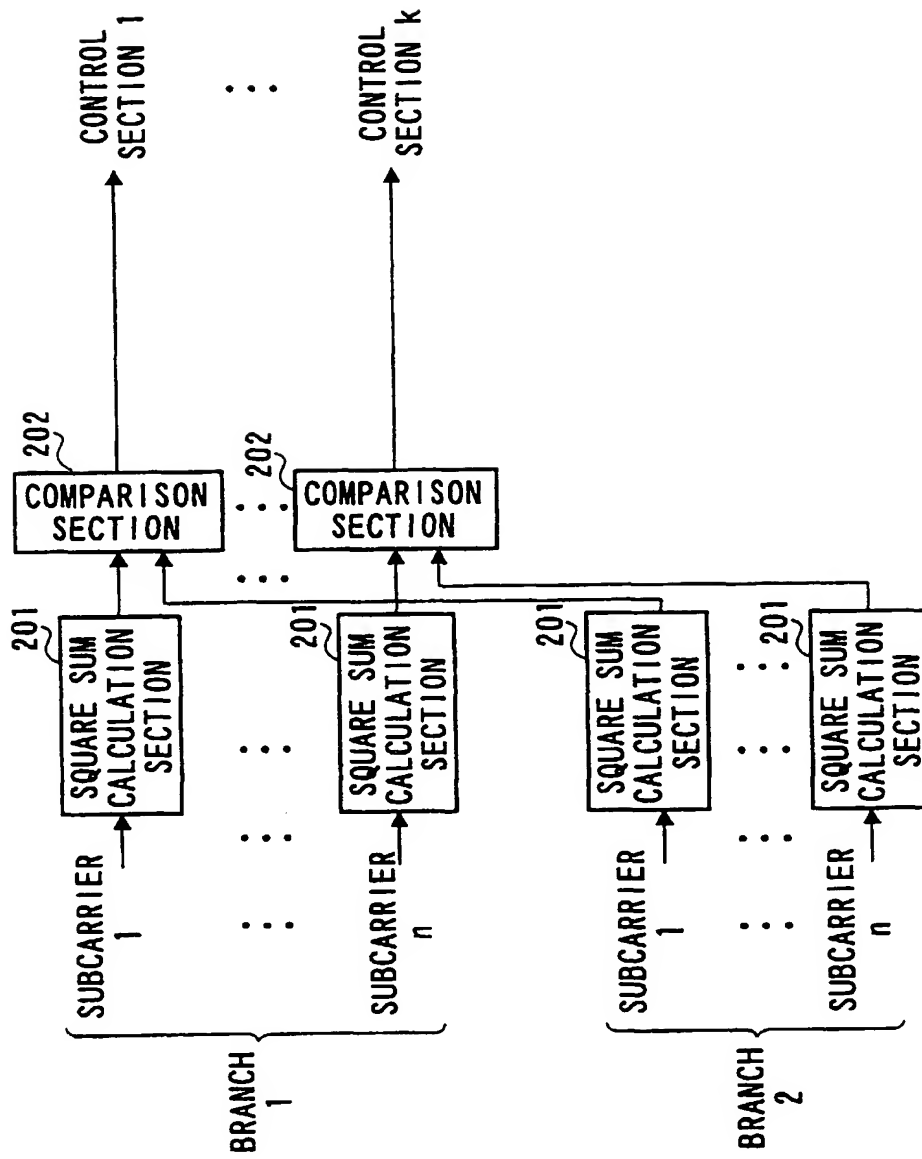 BRANCH
1
SUBCARRIER
1
201
SQUARE SUM
CALCULATION
SECTION
202
COMPARISON
SECTION
CONTROL
SECTION 1
...
...
...
...
...
...
SUBCARRIER
n
201
SQUARE SUM
CALCULATION
SECTION
202
COMPARISON
SECTION
CONTROL
SECTION k
BRANCH
2
SUBCARRIER
1
201
SQUARE SUM
CALCULATION
SECTION
...
...
...
...
SUBCARRIER
n
201
SQUARE SUM
CALCULATION
SECTION